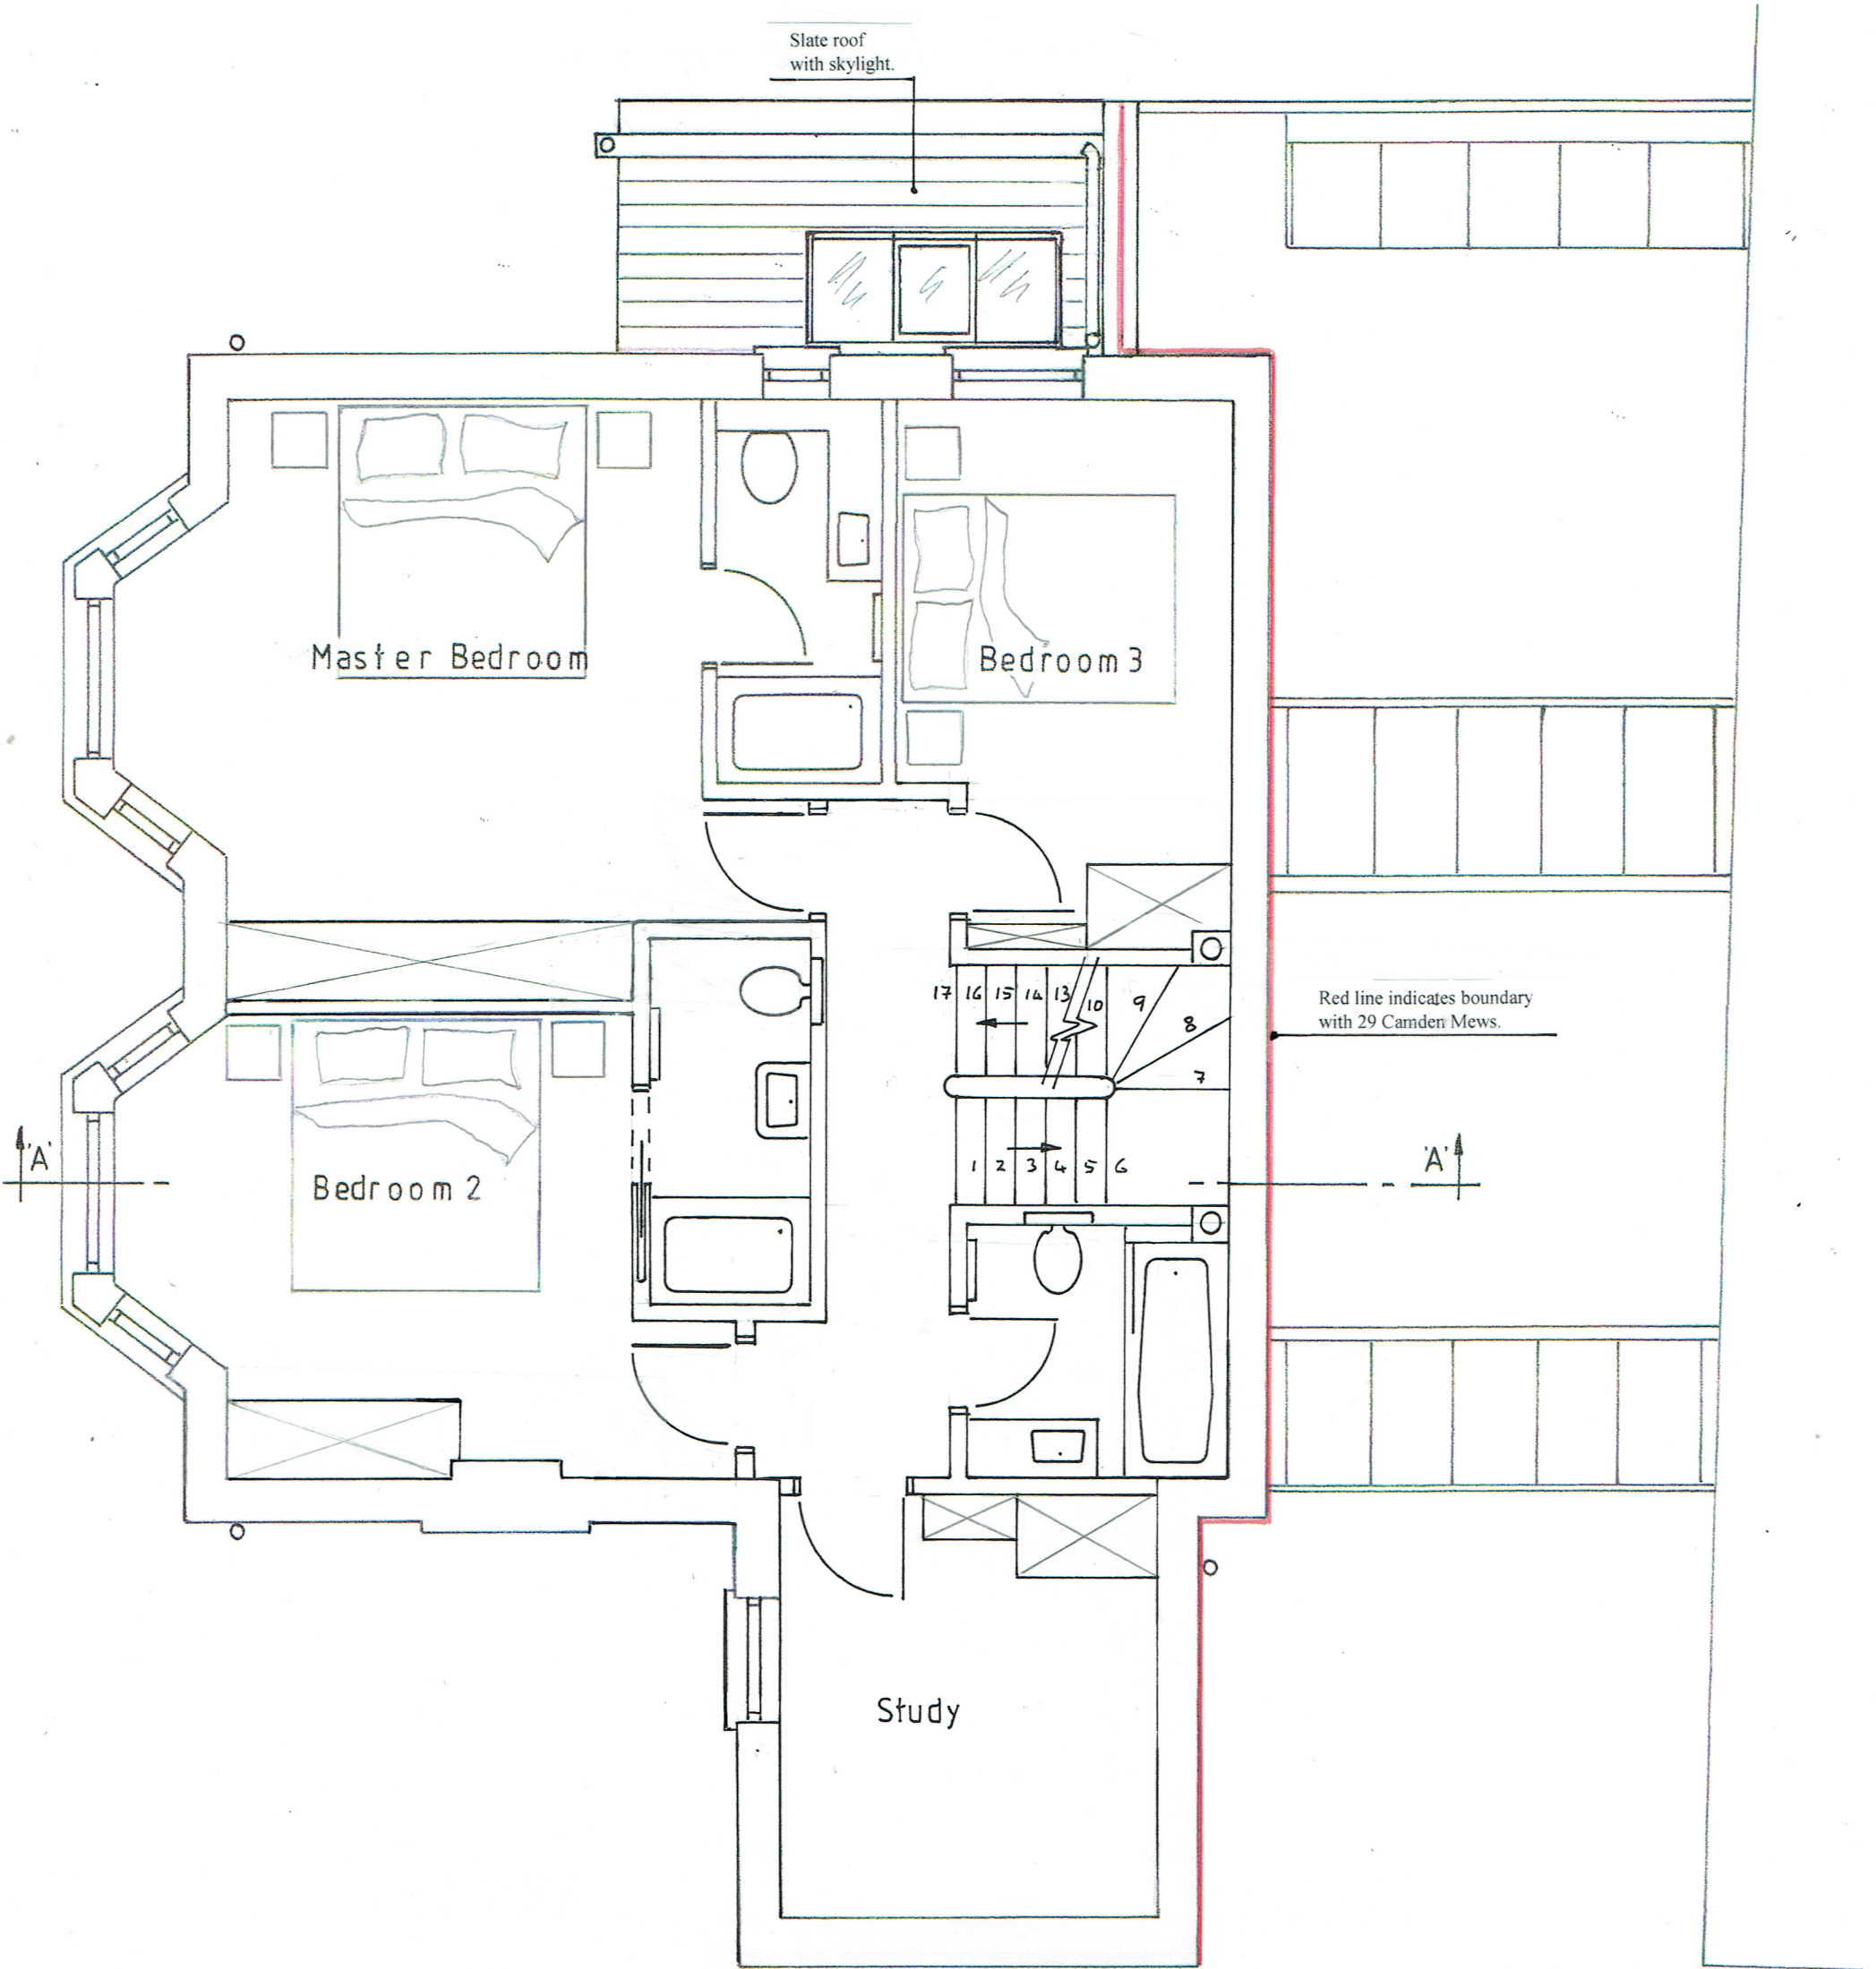 Slate roof
with skylight.
Master Bedroom
Bedroom 3
17 16 15 14 13 10 9 8 7
Red line indicates boundary
with 29 Camden Mews.
'A'
Bedroom 2
1 2 3 4 5 6
'A'
Study